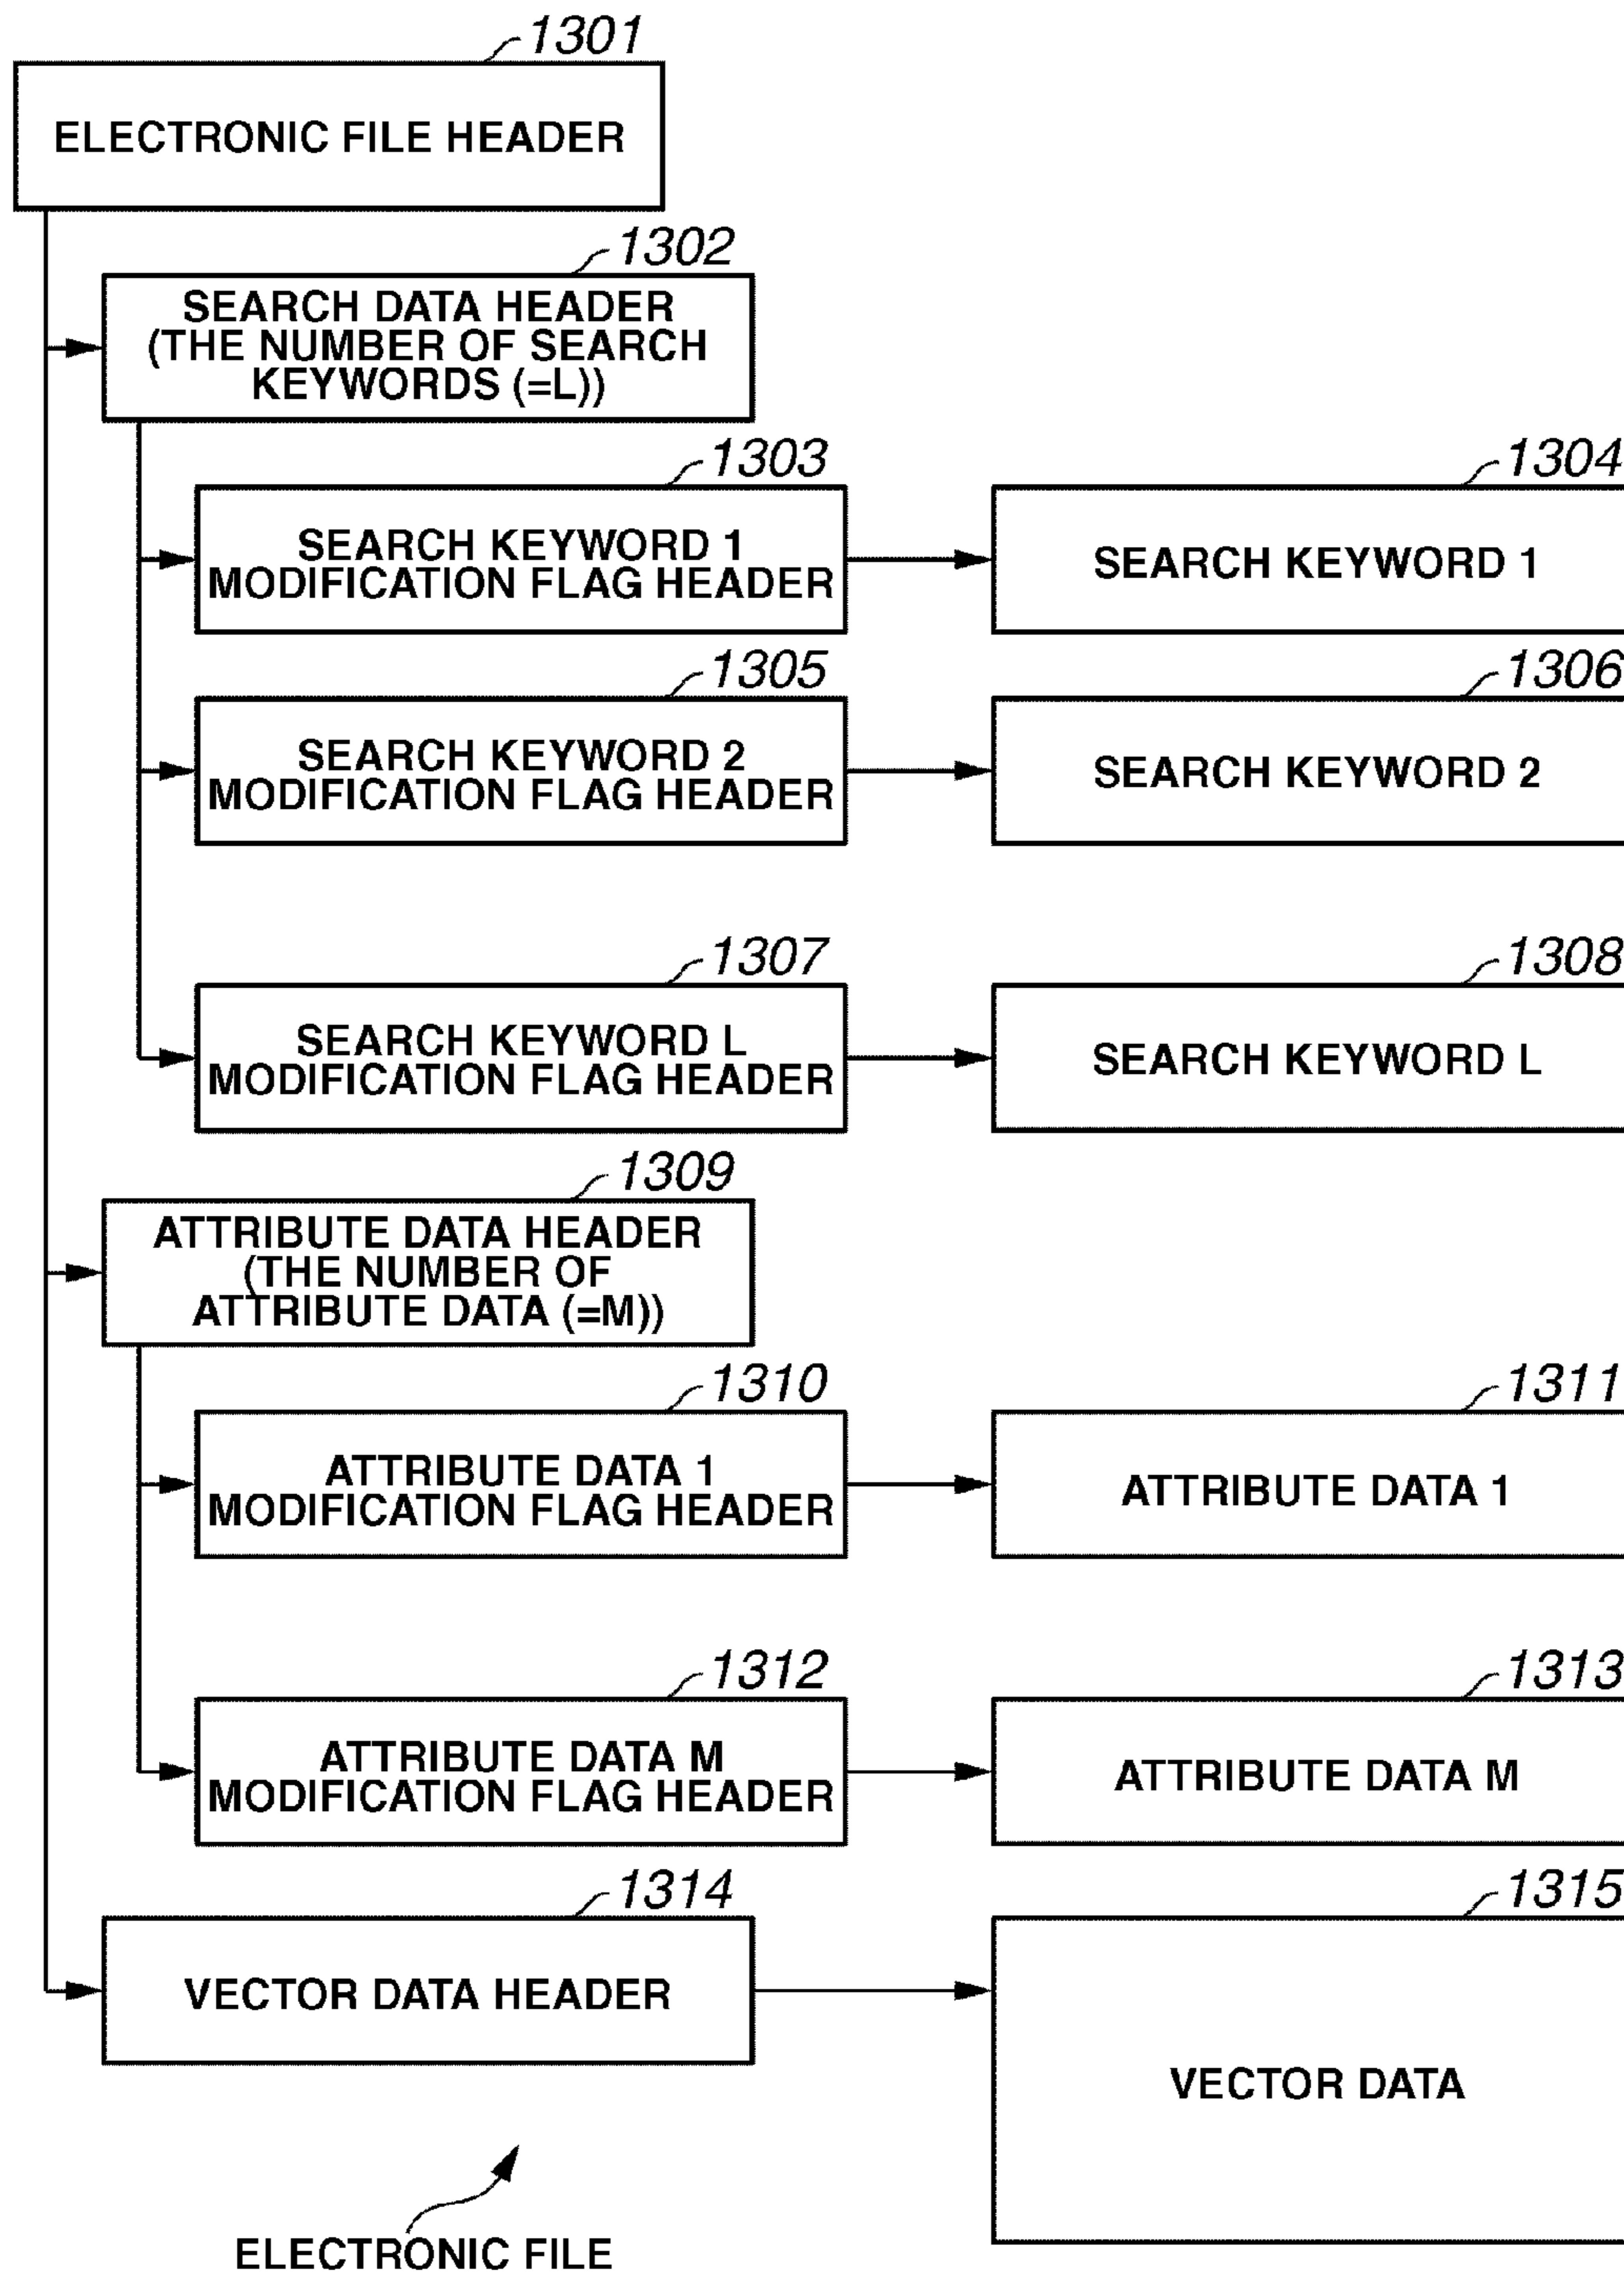 1301
ELECTRONIC FILE HEADER
1302
SEARCH DATA HEADER
(THE NUMBER OF SEARCH
KEYWORDS (=L))
1303
SEARCH KEYWORD 1
MODIFICATION FLAG HEADER
1304
SEARCH KEYWORD 1
1305
SEARCH KEYWORD 2
MODIFICATION FLAG HEADER
1306
SEARCH KEYWORD 2
1307
SEARCH KEYWORD L
MODIFICATION FLAG HEADER
1308
SEARCH KEYWORD L
1309
ATTRIBUTE DATA HEADER
(THE NUMBER OF
ATTRIBUTE DATA (=M))
1310
ATTRIBUTE DATA 1
MODIFICATION FLAG HEADER
1311
ATTRIBUTE DATA 1
1312
ATTRIBUTE DATA M
MODIFICATION FLAG HEADER
1313
ATTRIBUTE DATA M
1314
VECTOR DATA HEADER
1315
VECTOR DATA
ELECTRONIC FILE